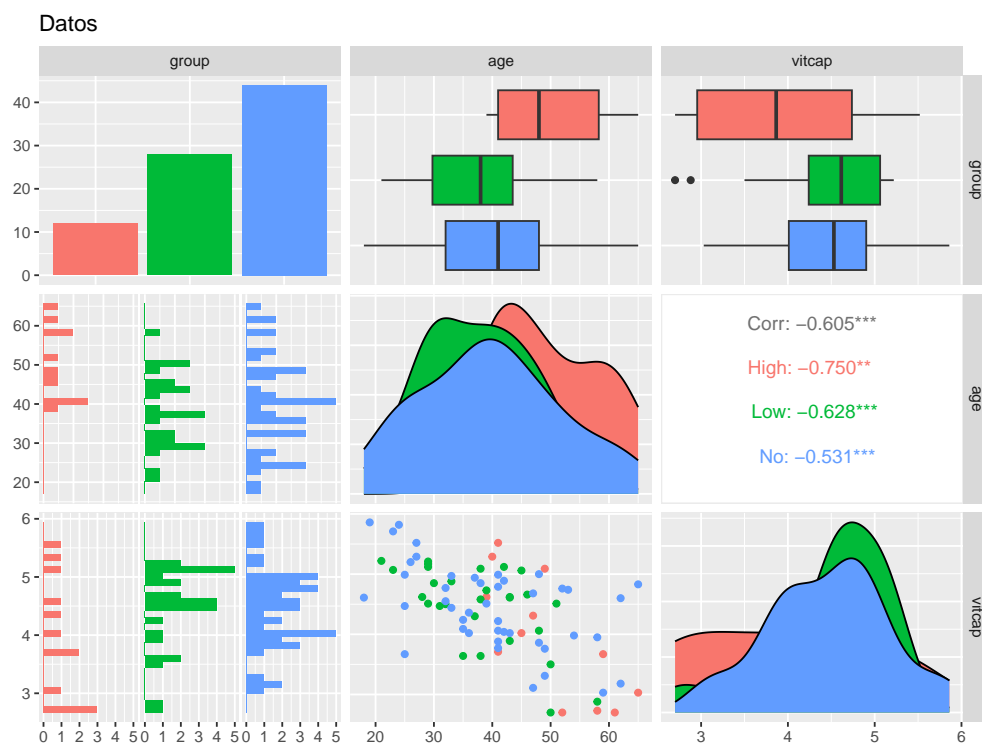 Datos
group
age
vitcap
40
30
20
10
0
group
60
50
40
30
20
Corr: −0.605***
High: −0.750**
Low: −0.628***
No: −0.531***
age
6
5
4
3
vitcap
0 1 2 3 4 5 0 1 2 3 4 5 0 1 2 3 4 5
20 30 40 50 60
3 4 5 6